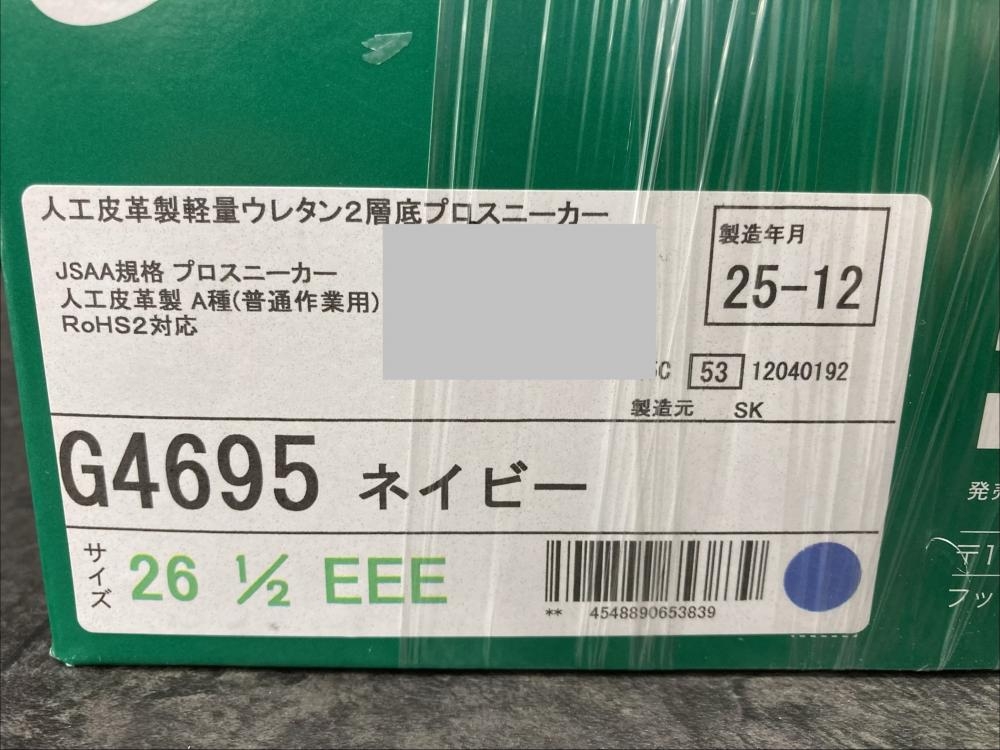 人工皮革製軽量ウレタン2層底プロスニーカー
製造年月
25-12
JSAA規格 プロスニーカー
人工皮革製 A種(普通作業用)
RoHS2対応
53 12040192
製造元 SK
G4695 ネイビー
サイズ 26 ½ EEE
** 4548890653839
〒1
フッ